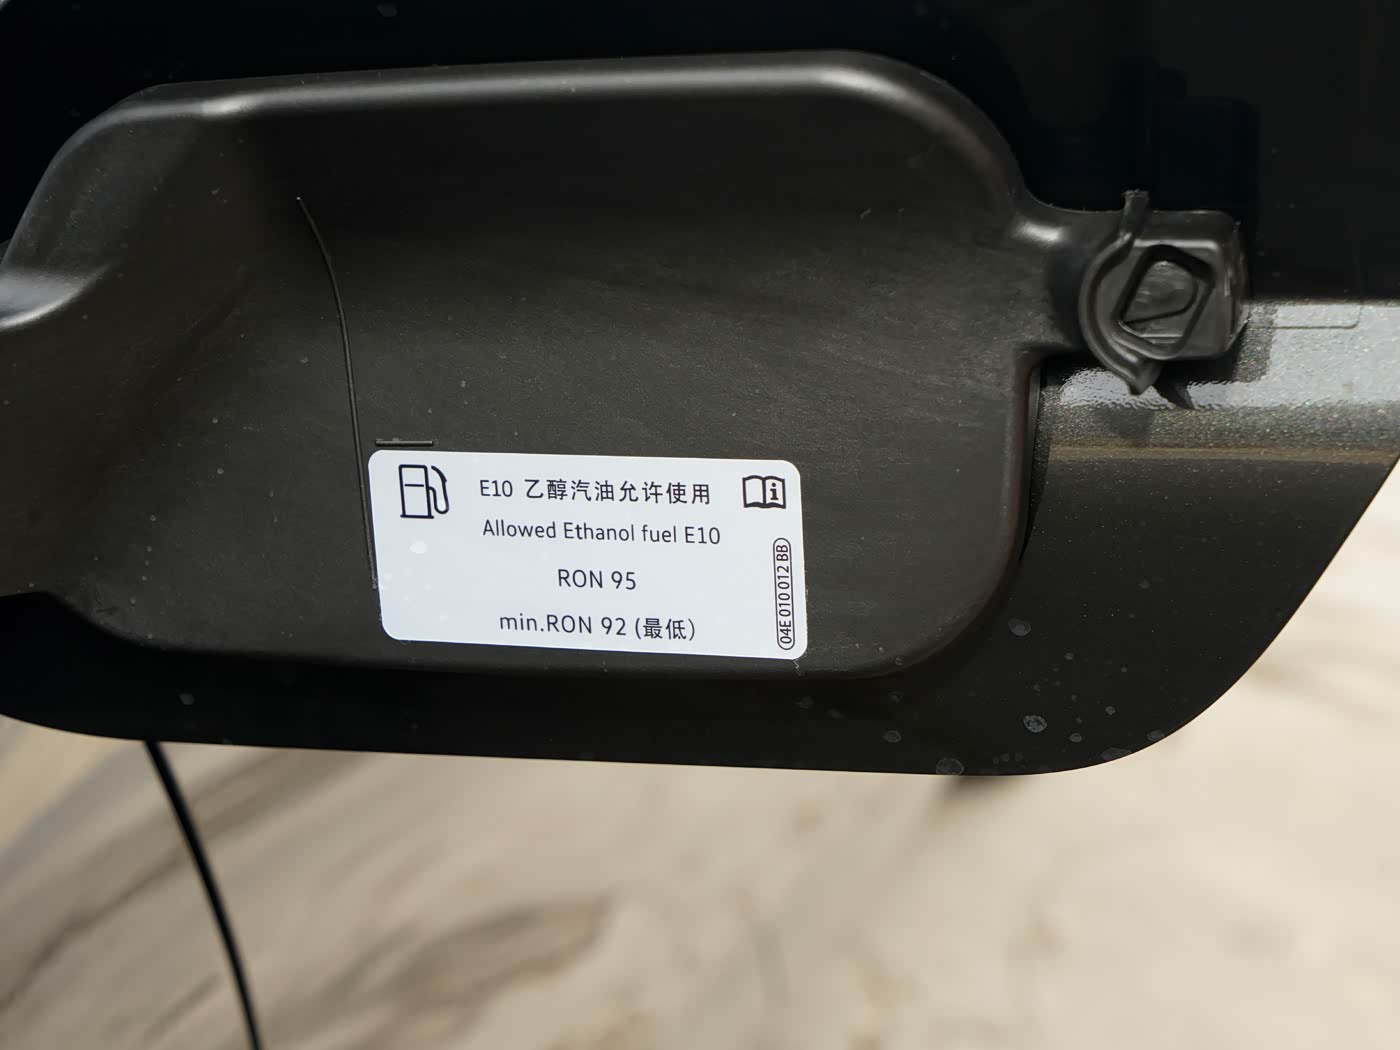 E10 乙醇汽油允许使用
Allowed Ethanol fuel E10
RON 95
min.RON 92 (最低)
04E 010 012 BB